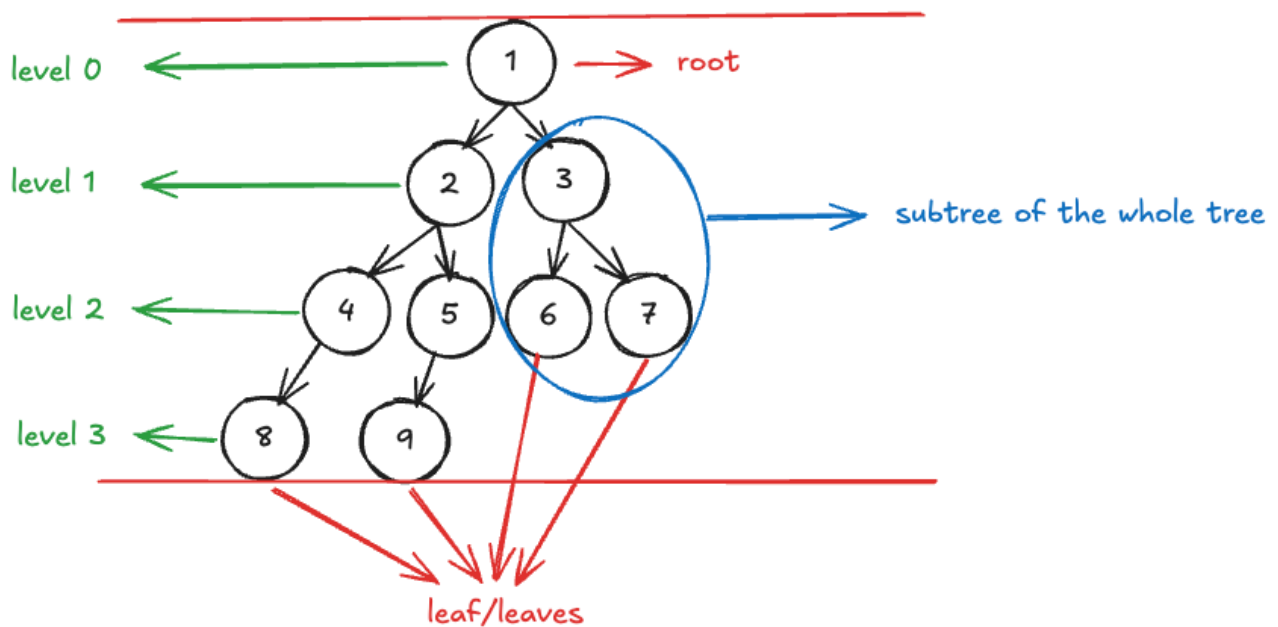 level 0
1
root
level 1
2
3
subtree of the whole tree
level 2
4
5
6
7
level 3
8
9
leaf/leaves